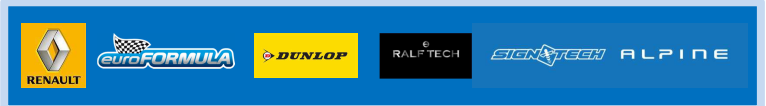 RENAULT
euroFORMULA
DUNLOP
RALF TECH
SIGNATECH ALPINE